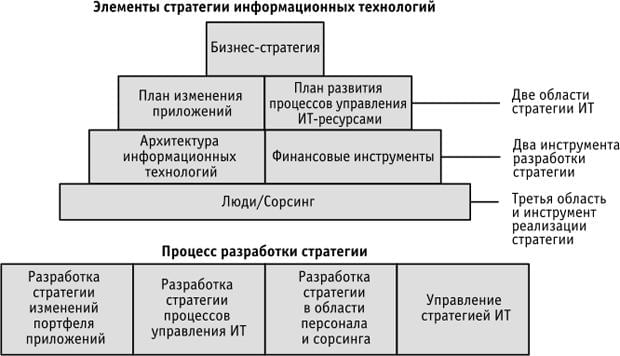 Элементы стратегии информационных технологий
Бизнес-стратегия
План изменения
приложений
План развития
процессов управления
ИТ-ресурсами
Две области
стратегии ИТ
Архитектура
информационных
технологий
Финансовые инструменты
Два инструмента
разработки
стратегии
Люди/Сорсинг
Третья область
и инструмент
реализации
стратегии
Процесс разработки стратегии
Разработка
стратегии
изменений
портфеля
приложений
Разработка
стратегии
процессов
управления ИТ
Разработка
стратегии
в области
персонала
и сорсинга
Управление
стратегией ИТ